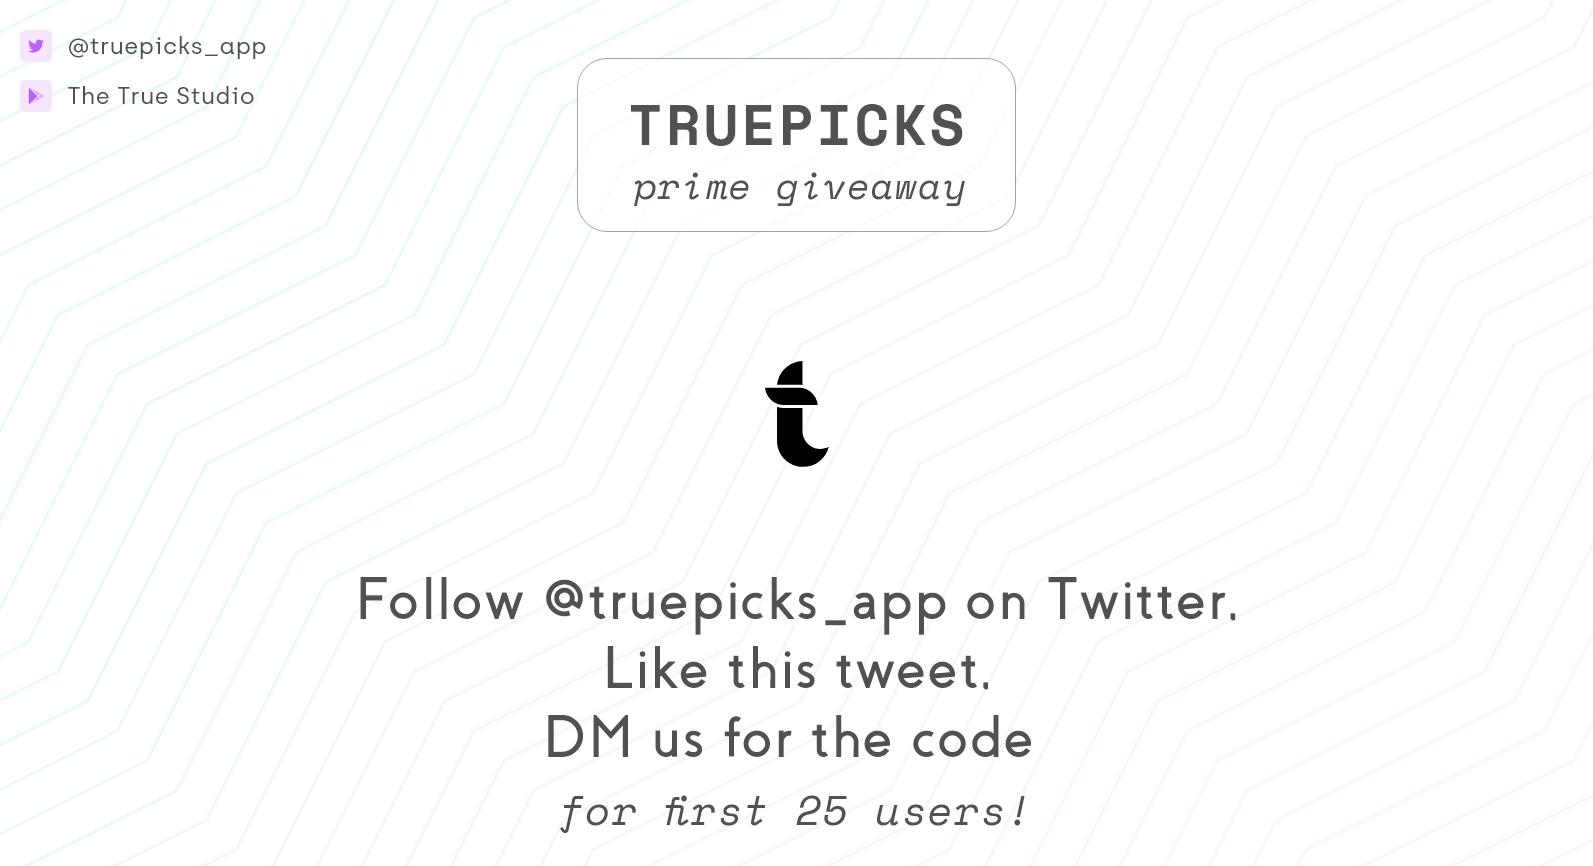 @truepicks_app
The True Studio
TRUEPICKS
prime giveaway
t
Follow @truepicks_app on Twitter.
Like this tweet.
DM us for the code
for first 25 users!